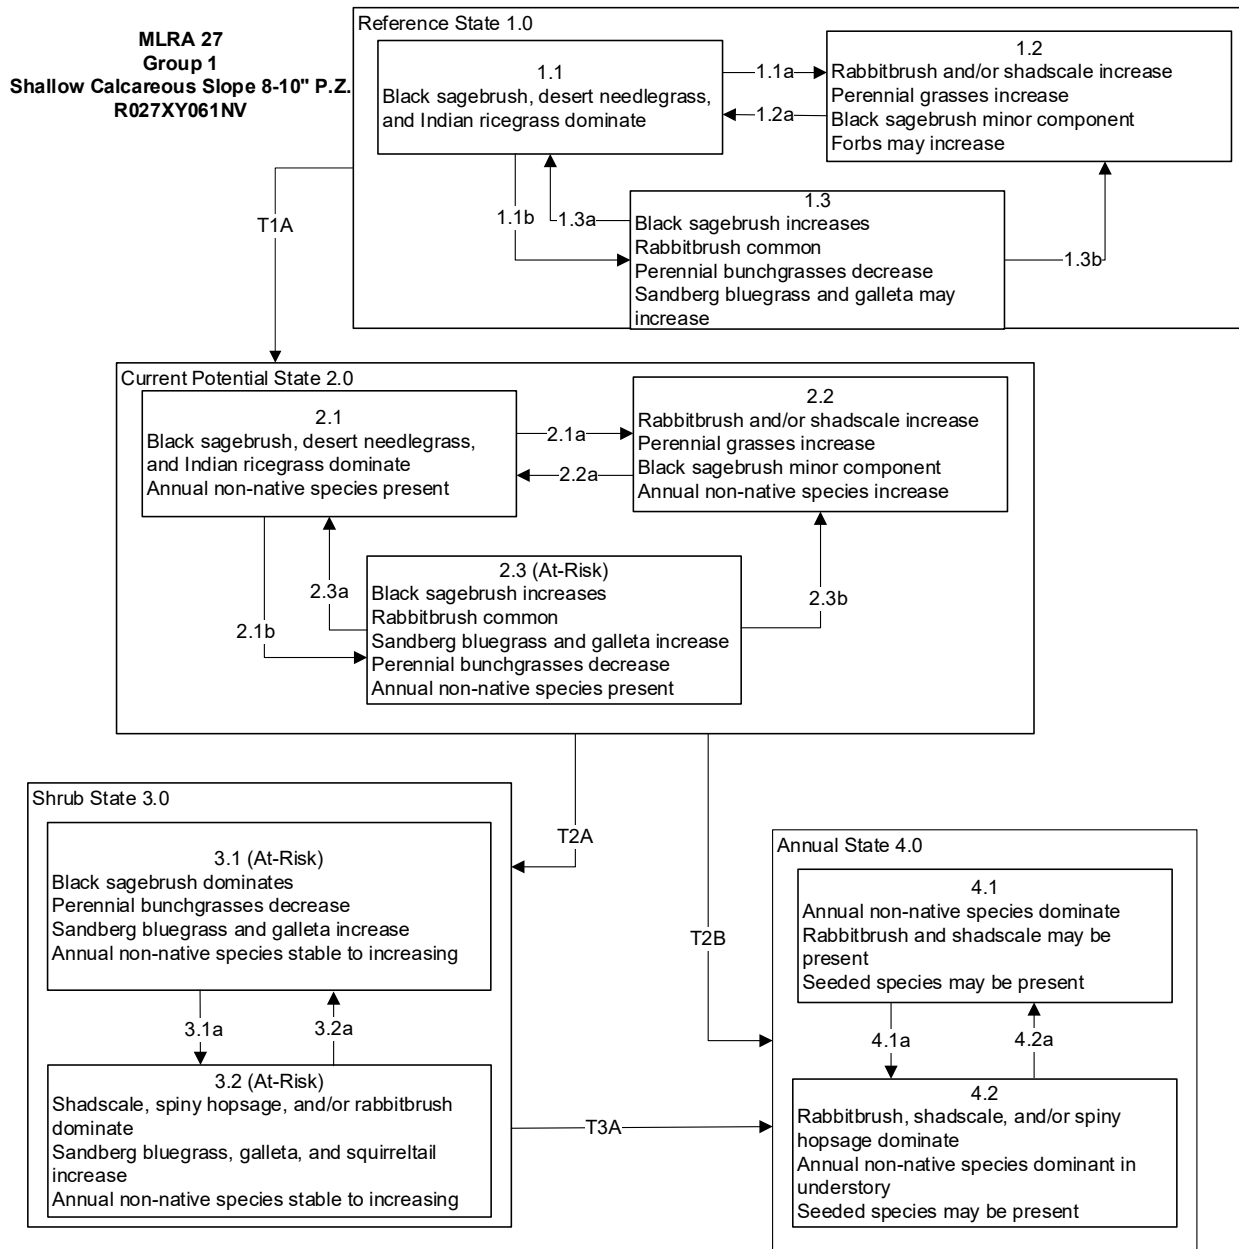 MLRA 27
Group 1
Shallow Calcareous Slope 8-10" P.Z.
R027XY061NV
Reference State 1.0
1.1
Black sagebrush, desert needlegrass,
and Indian ricegrass dominate
1.1a
1.2a
1.2
Rabbitbrush and/or shadscale increase
Perennial grasses increase
Black sagebrush minor component
Forbs may increase
1.1b
1.3a
1.3
Black sagebrush increases
Rabbitbrush common
Perennial bunchgrasses decrease
Sandberg bluegrass and galleta may
increase
1.3b
T1A
Current Potential State 2.0
2.1
Black sagebrush, desert needlegrass,
and Indian ricegrass dominate
Annual non-native species present
2.1a
2.2a
2.2
Rabbitbrush and/or shadscale increase
Perennial grasses increase
Black sagebrush minor component
Annual non-native species increase
2.1b
2.3a
2.3 (At-Risk)
Black sagebrush increases
Rabbitbrush common
Sandberg bluegrass and galleta increase
Perennial bunchgrasses decrease
Annual non-native species present
2.3b
T2A
T2B
Shrub State 3.0
3.1 (At-Risk)
Black sagebrush dominates
Perennial bunchgrasses decrease
Sandberg bluegrass and galleta increase
Annual non-native species stable to increasing
3.1a
3.2a
3.2 (At-Risk)
Shadscale, spiny hopsage, and/or rabbitbrush
dominate
Sandberg bluegrass, galleta, and squirreltail
increase
Annual non-native species stable to increasing
T3A
Annual State 4.0
4.1
Annual non-native species dominate
Rabbitbrush and shadscale may be
present
Seeded species may be present
4.1a
4.2a
4.2
Rabbitbrush, shadscale, and/or spiny
hopsage dominate
Annual non-native species dominant in
understory
Seeded species may be present